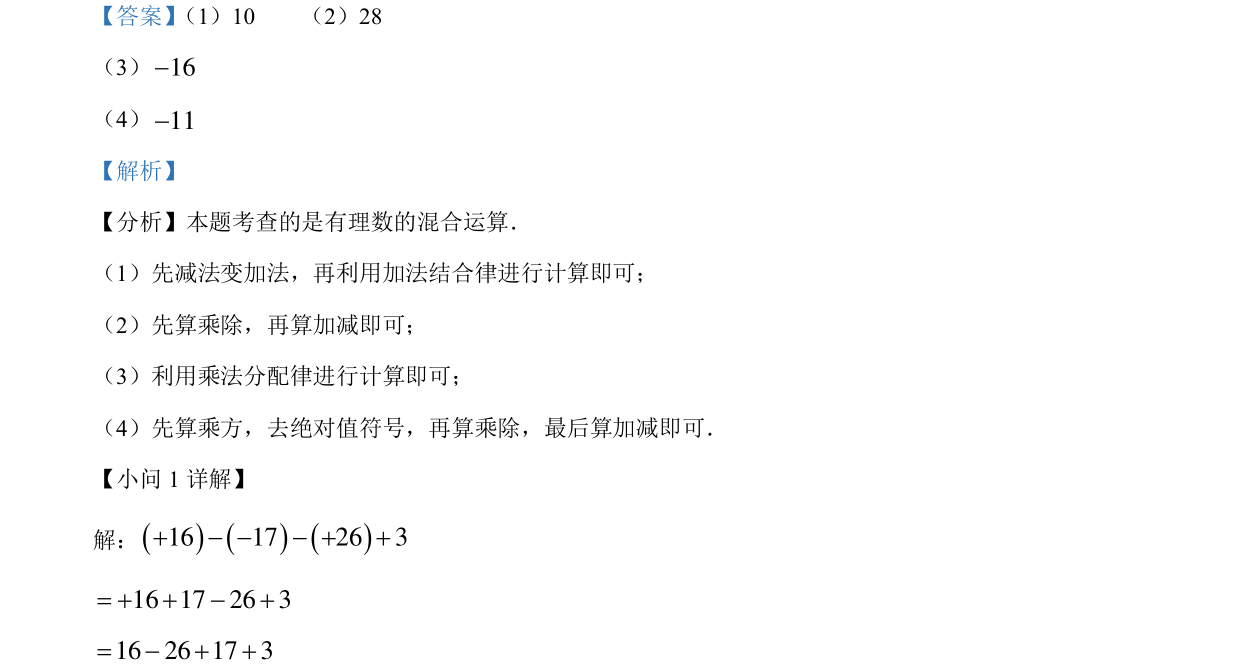 【答案】（1）10 （2）28
（3）−16
（4）−11
【解析】
【分析】本题考查的是有理数的混合运算．
（1）先减法变加法，再利用加法结合律进行计算即可；
（2）先算乘除，再算加减即可；
（3）利用乘法分配律进行计算即可；
（4）先算乘方，去绝对值符号，再算乘除，最后算加减即可．
【小问 1 详解】
解：(+16)−(−17)−(+26)+3
=+16+17−26+3
=16−26+17+3